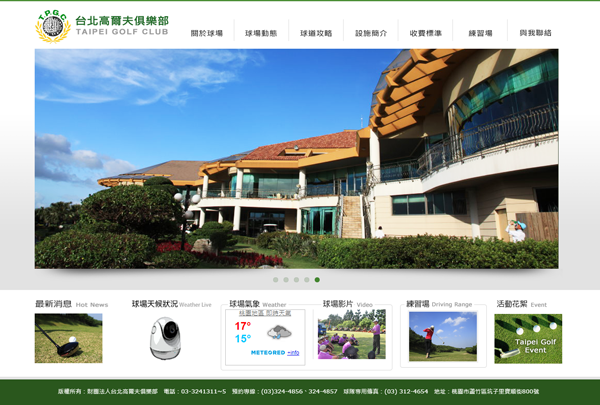 TPGC
台北高爾夫俱樂部
TAIPEI GOLF CLUB
關於球場 球場動態 球道攻略 設施簡介 收費標準 練習場 與我聯絡
最新消息 Hot News 球場天候狀況 Weather Live 球場氣象 Weather 球場影片 Video 練習場 Driving Range 活動花絮 Event
桃園地區 即時天氣
17°
15°
METEORED +info
Taipei Golf
Event
版權所有：財團法人台北高爾夫俱樂部 電話：03-3241311~5 預約專線：(03)324-4856、324-4857 球隊專用傳真：(03) 312-4654 地址：桃園市蘆竹區坑子里貴顺街800號